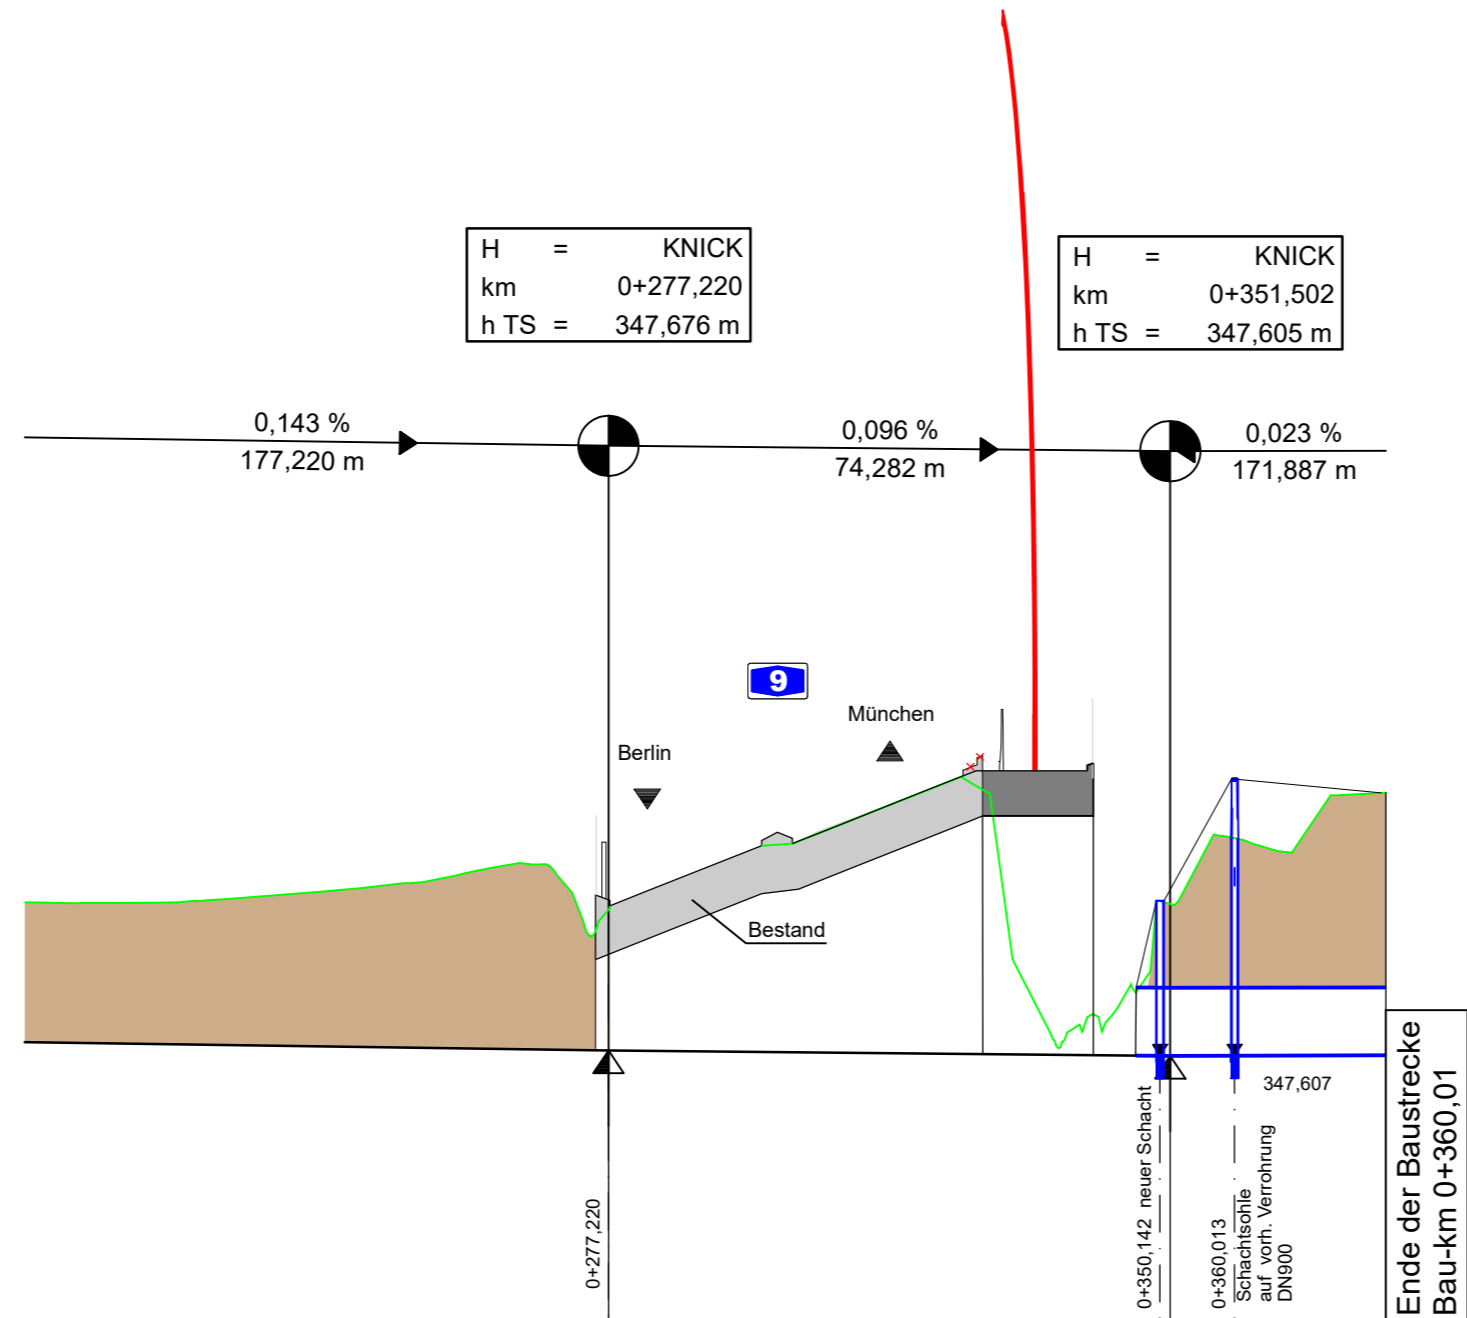 H = KNICK
km 0+277,220
h TS = 347,676 m
H = KNICK
km 0+351,502
h TS = 347,605 m
0,143 %
177,220 m
0,096 %
74,282 m
0,023 %
171,887 m
9
München
Berlin
Bestand
347,607
0+277,220
0+350,142 neuer Schacht
0+360,013
Schachtsohle
auf vorh. Verrohrung
DN900
Ende der Baustrecke
Bau-km 0+360,01